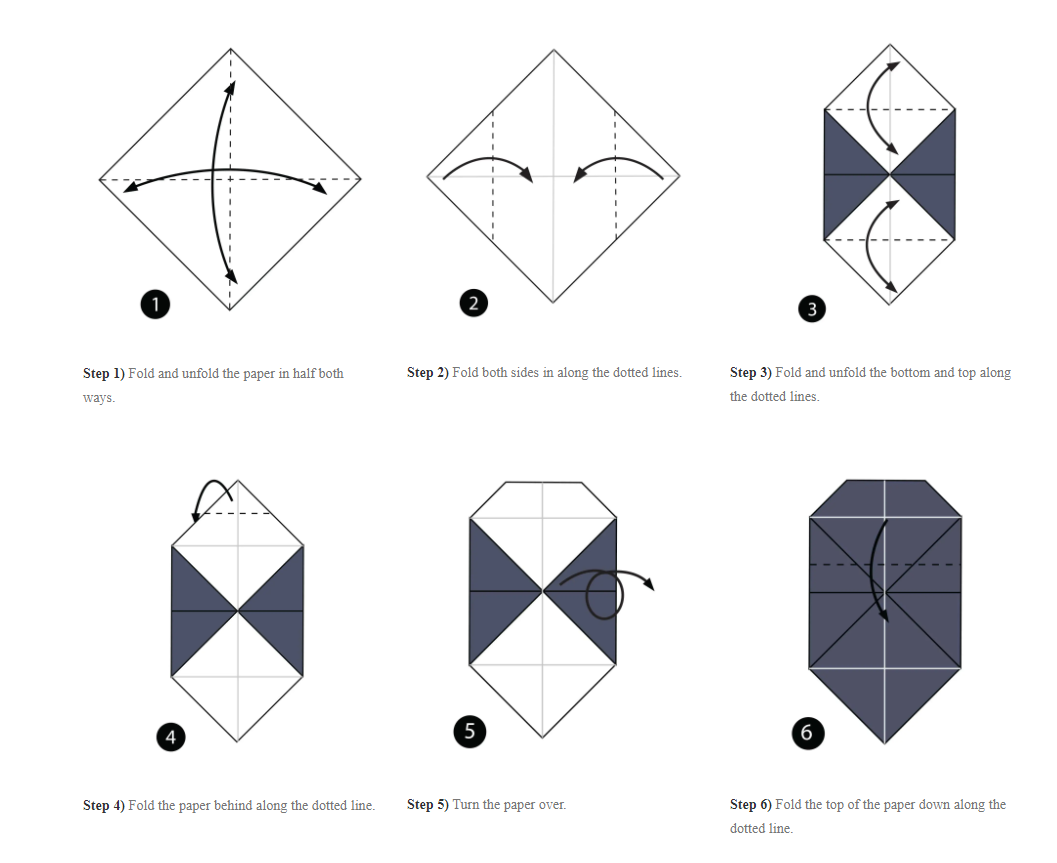 1
2
3
Step 1) Fold and unfold the paper in half both
ways.
Step 2) Fold both sides in along the dotted lines.
Step 3) Fold and unfold the bottom and top along
the dotted lines.
4
5
6
Step 4) Fold the paper behind along the dotted line.
Step 5) Turn the paper over.
Step 6) Fold the top of the paper down along the
dotted line.